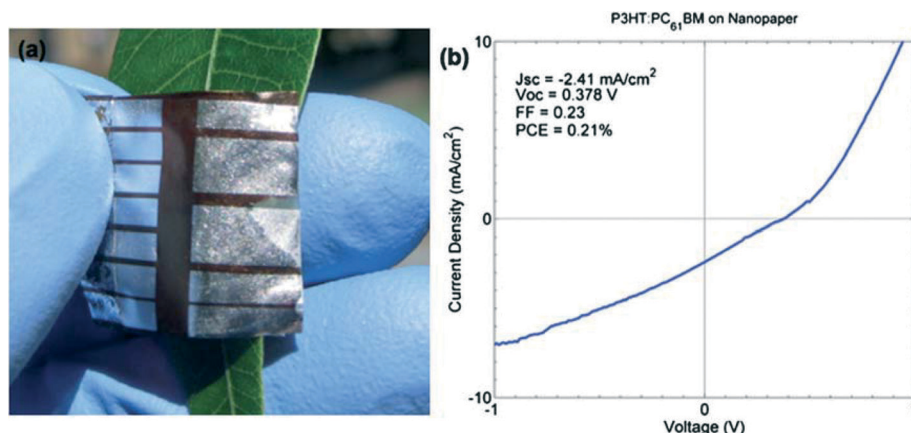 (a)
P3HT:PC₆₁BM on Nanopaper
(b)
Jsc = -2.41 mA/cm²
Voc = 0.378 V
FF = 0.23
PCE = 0.21%
Current Density (mA/cm²)
10
0
-10
-1
0
Voltage (V)